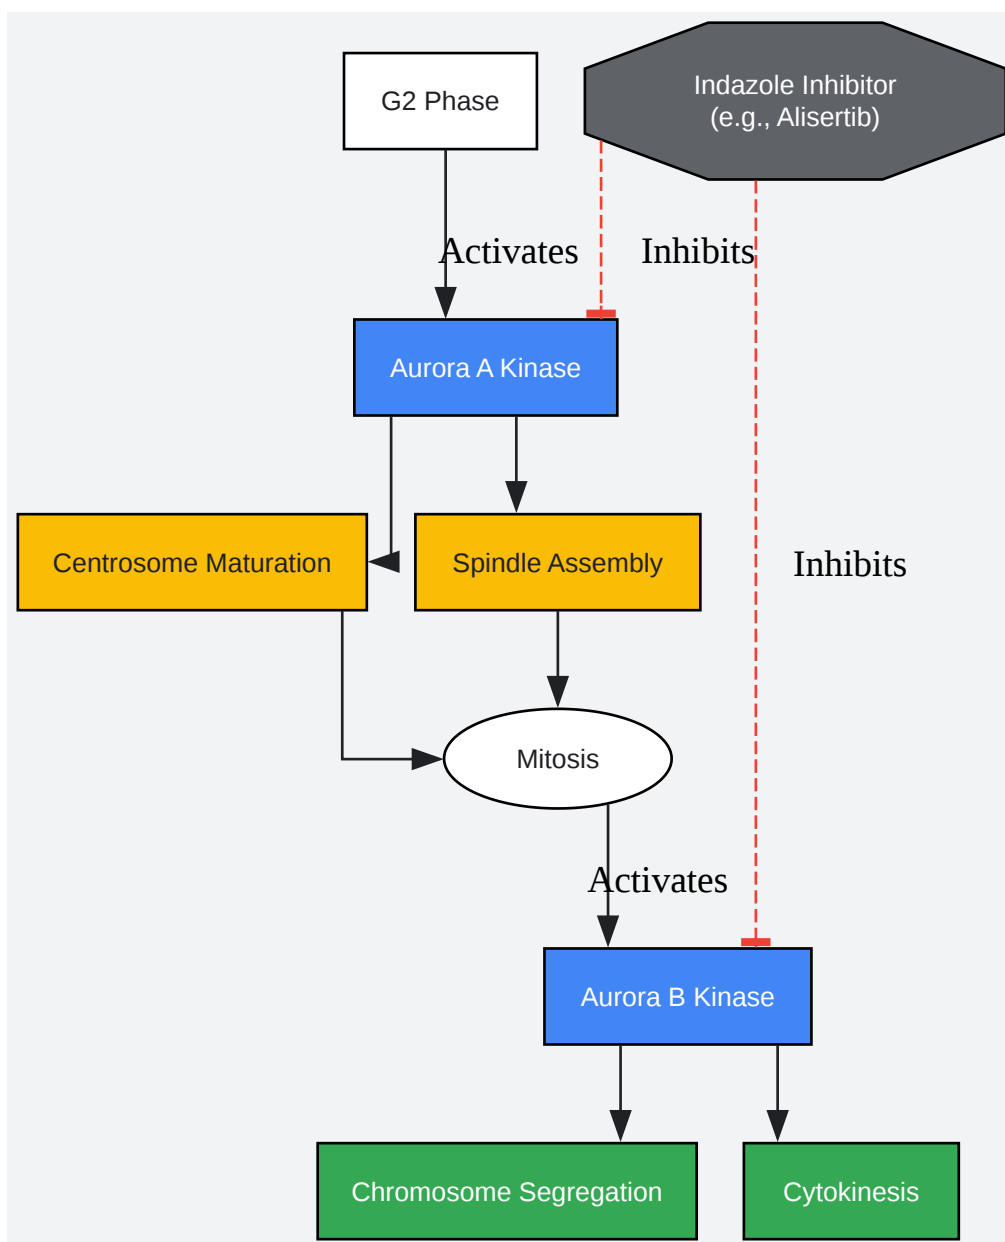 G2 Phase
Indazole Inhibitor
(e.g., Alisertib)
Activates
Inhibits
Aurora A Kinase
Centrosome Maturation
Spindle Assembly
Inhibits
Mitosis
Activates
Aurora B Kinase
Chromosome Segregation
Cytokinesis